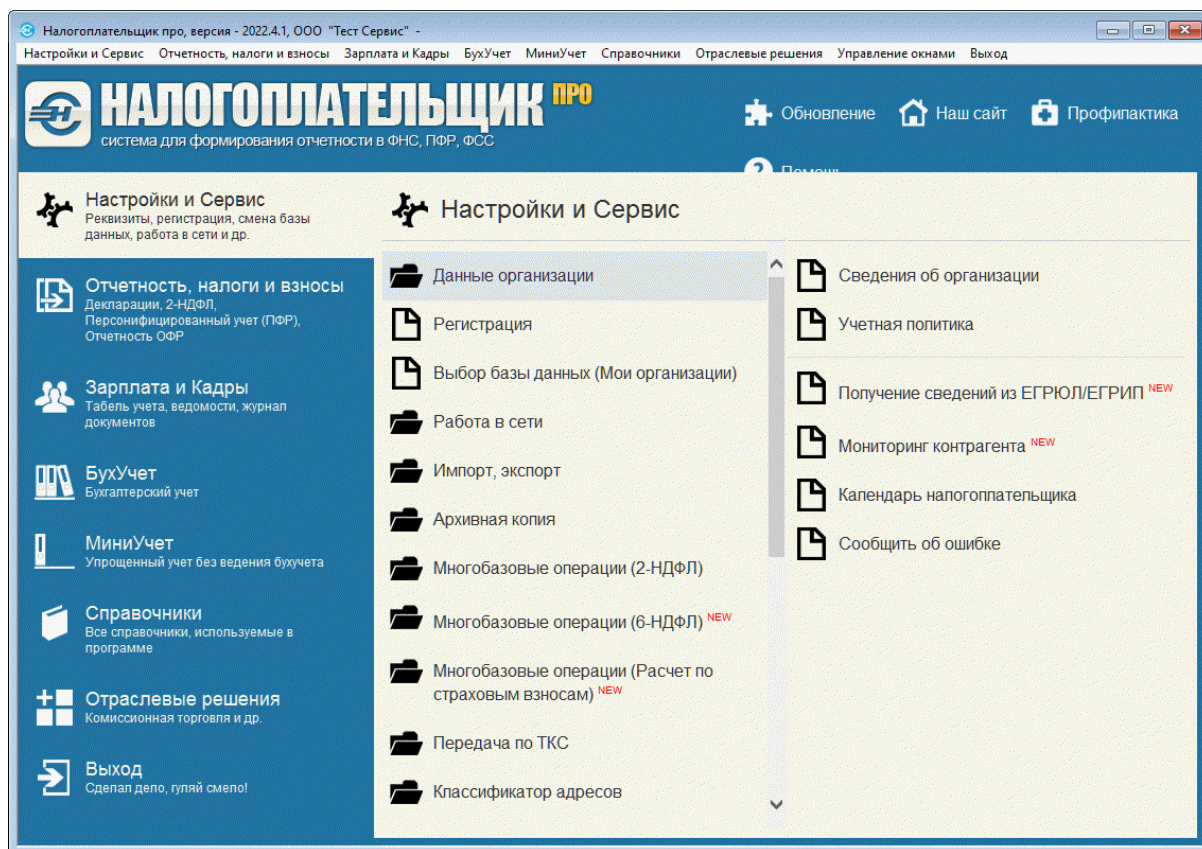 Налогоплательщик про, версия - 2022.4.1, ООО "Тест Сервис" -
Настройки и Сервис Отчетность, налоги и взносы Зарплата и Кадры БухУчет МиниУчет Справочники Отраслевые решения Управление окнами Выход
НАЛОГОПЛАТЕЛЬЩИК ПРО
система для формирования отчетности в ФНС, ПФР, ФСС
Обновление
Наш сайт
Профилактика
Помощь
Настройки и Сервис
Реквизиты, регистрация, смена базы
данных, работа в сети и др.
Отчетность, налоги и взносы
Декларации, 2-НДФЛ,
Персонифицированный учет (ПФР),
Отчетность ОФР
Зарплата и Кадры
Табель учета, ведомости, журнал
документов
БухУчет
Бухгалтерский учет
МиниУчет
Упрощенный учет без ведения бухучета
Справочники
Все справочники, используемые в
программе
Отраслевые решения
Комиссионная торговля и др.
Выход
Сделал дело, гуляй смело!
Настройки и Сервис
Данные организации
Регистрация
Выбор базы данных (Мои организации)
Работа в сети
Импорт, экспорт
Архивная копия
Многобазовые операции (2-НДФЛ)
Многобазовые операции (6-НДФЛ) NEW
Многобазовые операции (Расчет по
страховым взносам) NEW
Передача по ТКС
Классификатор адресов
Сведения об организации
Учетная политика
Получение сведений из ЕГРЮЛ/ЕГРИП NEW
Мониторинг контрагента NEW
Календарь налогоплательщика
Сообщить об ошибке